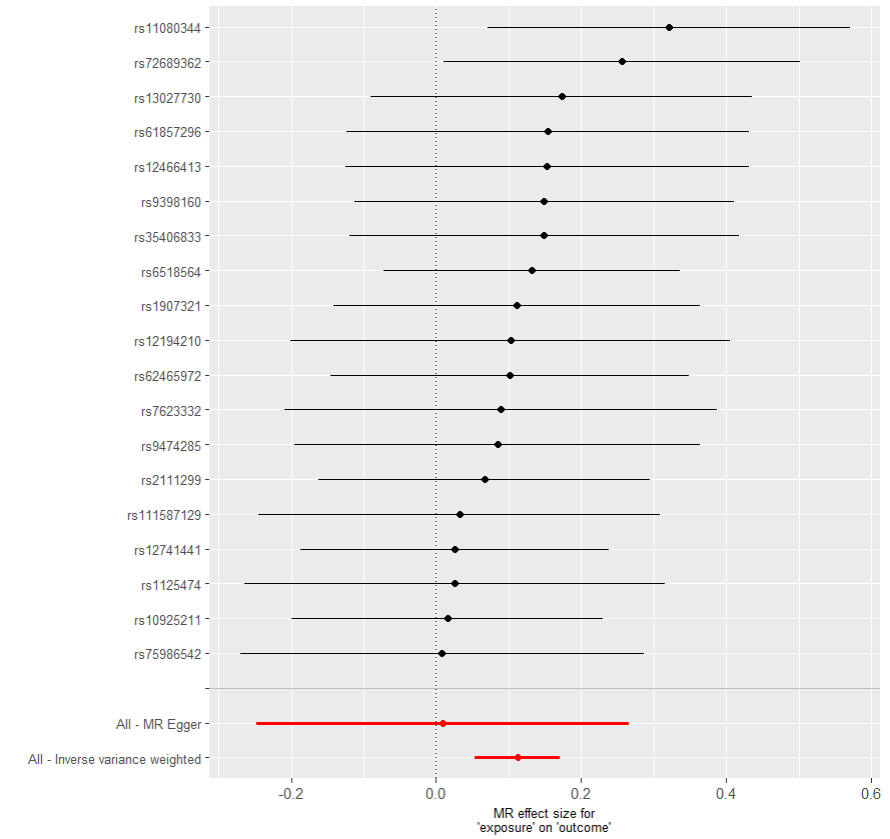 rs11080344
rs72689362
rs13027730
rs61857296
rs12466413
rs9398160
rs35406833
rs6518564
rs1907321
rs12194210
rs62465972
rs7623332
rs9474285
rs2111299
rs111587129
rs12741441
rs1125474
rs10925211
rs75986542
All - MR Egger
All - Inverse variance weighted
-0.2 0.0 0.2 0.4 0.6
MR effect size for
'exposure' on 'outcome'